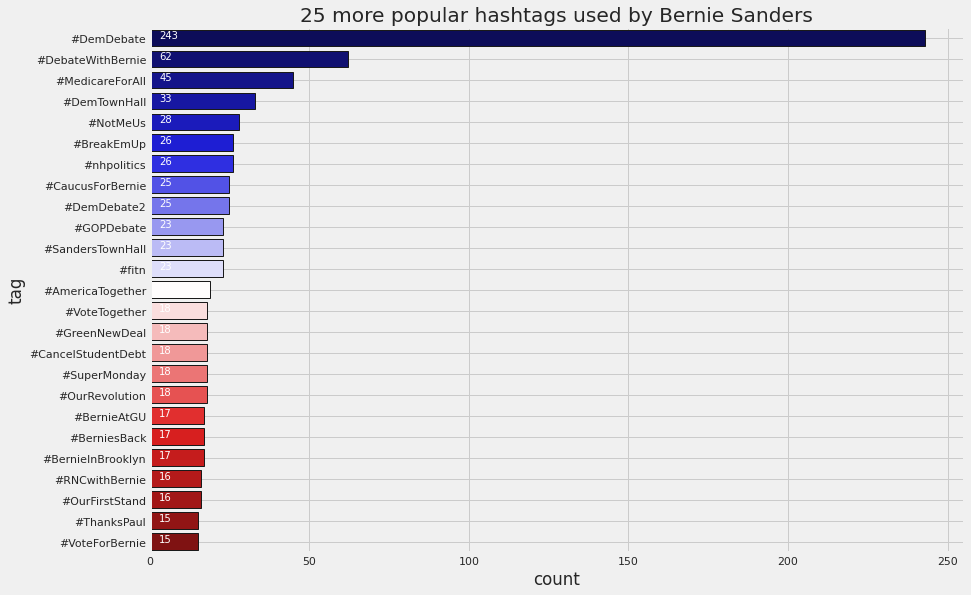 25 more popular hashtags used by Bernie Sanders
#DemDebate 243
#DebateWithBernie 62
#MedicareForAll 45
#DemTownHall 33
#NotMeUs 28
#BreakEmUp 26
#nhpolitics 26
#CaucusForBernie 25
#DemDebate2 25
#GOPDebate 23
#SandersTownHall 23
#fitn 23
#AmericaTogether
#VoteTogether 18
#GreenNewDeal 18
#CancelStudentDebt 18
#SuperMonday 18
#OurRevolution 18
#BernieAtGU 17
#BerniesBack 17
#BernieInBrooklyn 17
#RNCwithBernie 16
#OurFirstStand 16
#ThanksPaul 15
#VoteForBernie 15
tag
0 50 100 150 200 250
count